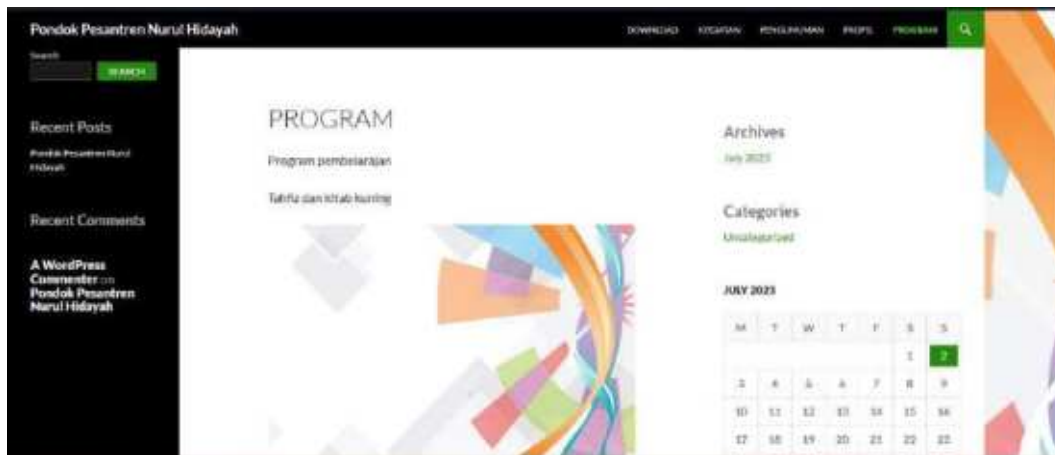 Pondok Pesantren Nurul Hidayah
DOWNLOAD KEGIATAN PENGUMUMAN PROFIL PROGRAM
Search
SEARCH
Recent Posts
Pondok Pesantren Nurul
Hidayah
Recent Comments
A WordPress
Commenter on
Pondok Pesantren
Nurul Hidayah
PROGRAM
Program pembelarajan
Tahfiz dan kitab kuning
Archives
July 2023
Categories
Uncategorized
JULY 2023
M T W T F S S
1 2
3 4 5 6 7 8 9
10 11 12 13 14 15 16
17 18 19 20 21 22 23